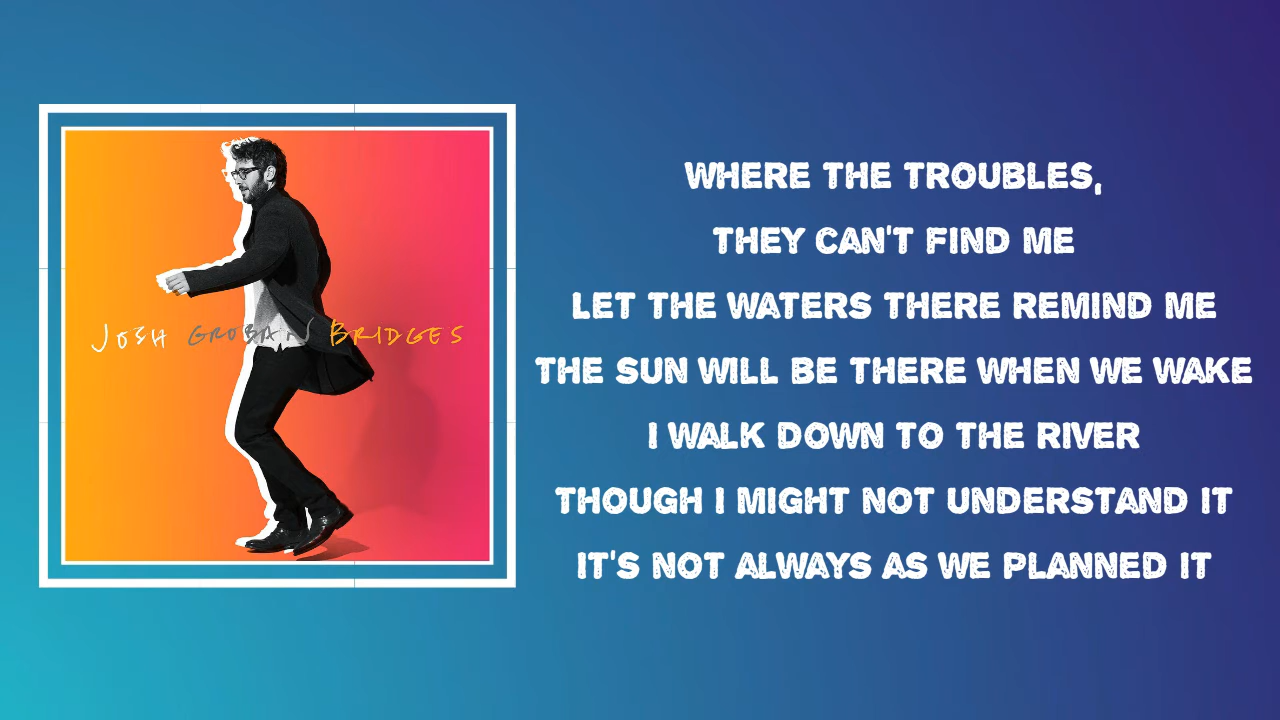 JOSH GROBAN BRIDGES
WHERE THE TROUBLES,
THEY CAN'T FIND ME
LET THE WATERS THERE REMIND ME
THE SUN WILL BE THERE WHEN WE WAKE
I WALK DOWN TO THE RIVER
THOUGH I MIGHT NOT UNDERSTAND IT
IT'S NOT ALWAYS AS WE PLANNED IT